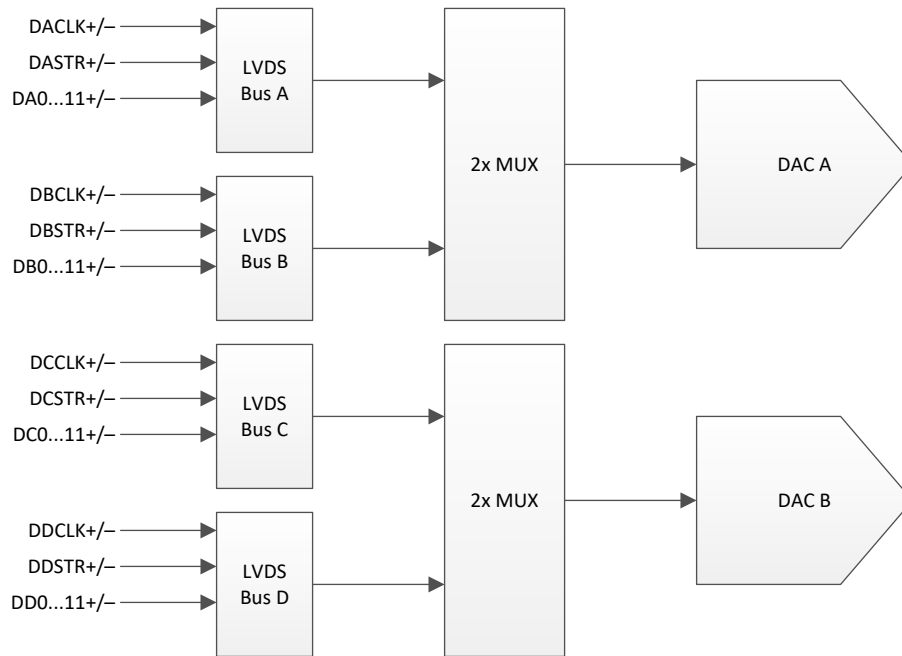 DACLK+/–
DASTR+/–
DA0...11+/–
LVDS
Bus A
DBCLK+/–
DBSTR+/–
DB0...11+/–
LVDS
Bus B
2x MUX
DAC A
DCCLK+/–
DCSTR+/–
DC0...11+/–
LVDS
Bus C
DDCLK+/–
DDSTR+/–
DD0...11+/–
LVDS
Bus D
2x MUX
DAC B